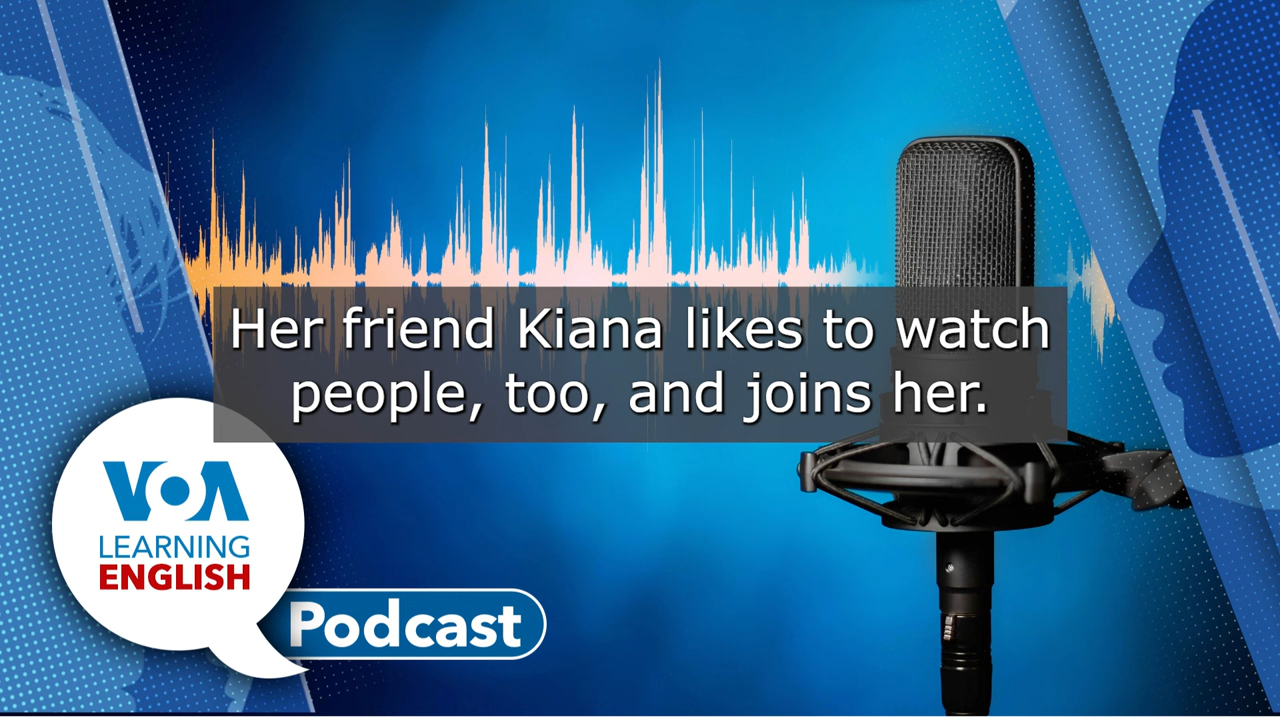 Her friend Kiana likes to watch
people, too, and joins her.
VOA
LEARNING
ENGLISH
Podcast